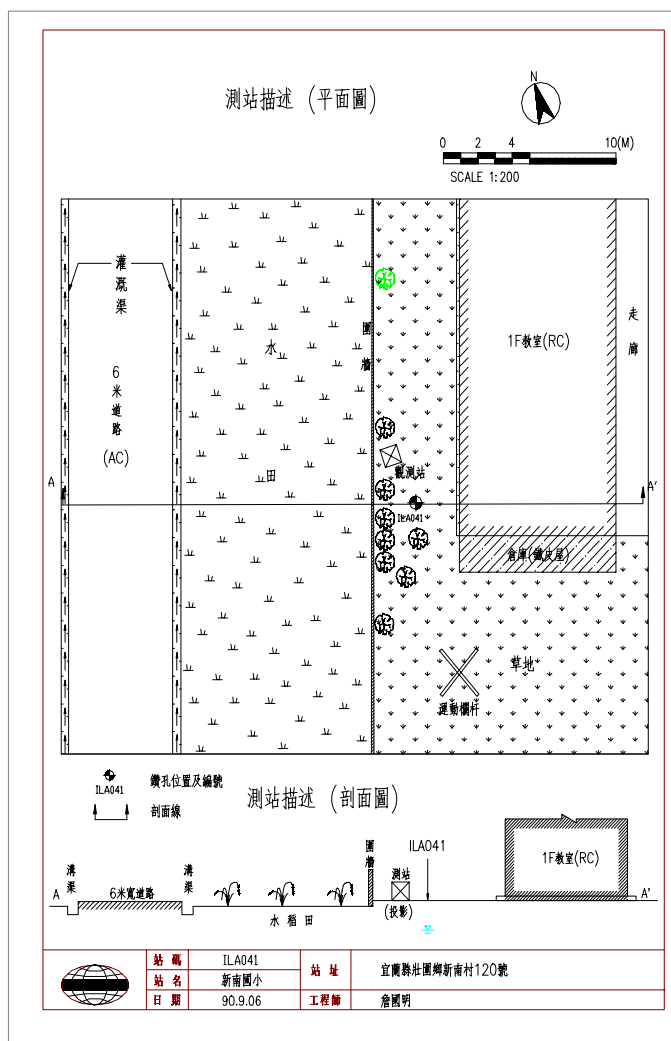 測站描述 (平面圖)
N
0 2 4 10(M)
SCALE 1:200
灌溉渠
6米道路
(AC)
水田
圍牆
1F教室(RC)
走廊
觀測站
ILA041
A
A'
倉庫(鐵皮屋)
草地
運動欄杆
ILA041
鑽孔位置及編號
剖面線
測站描述 (剖面圖)
A
溝渠
6米寬道路
溝渠
水稻田
圍牆
測站
(投影)
ILA041
1F教室(RC)
A'
站碼 ILA041
站名 新南國小
日期 90.9.06
站址 宜蘭縣壯圍鄉新南村120號
工程師 詹國明